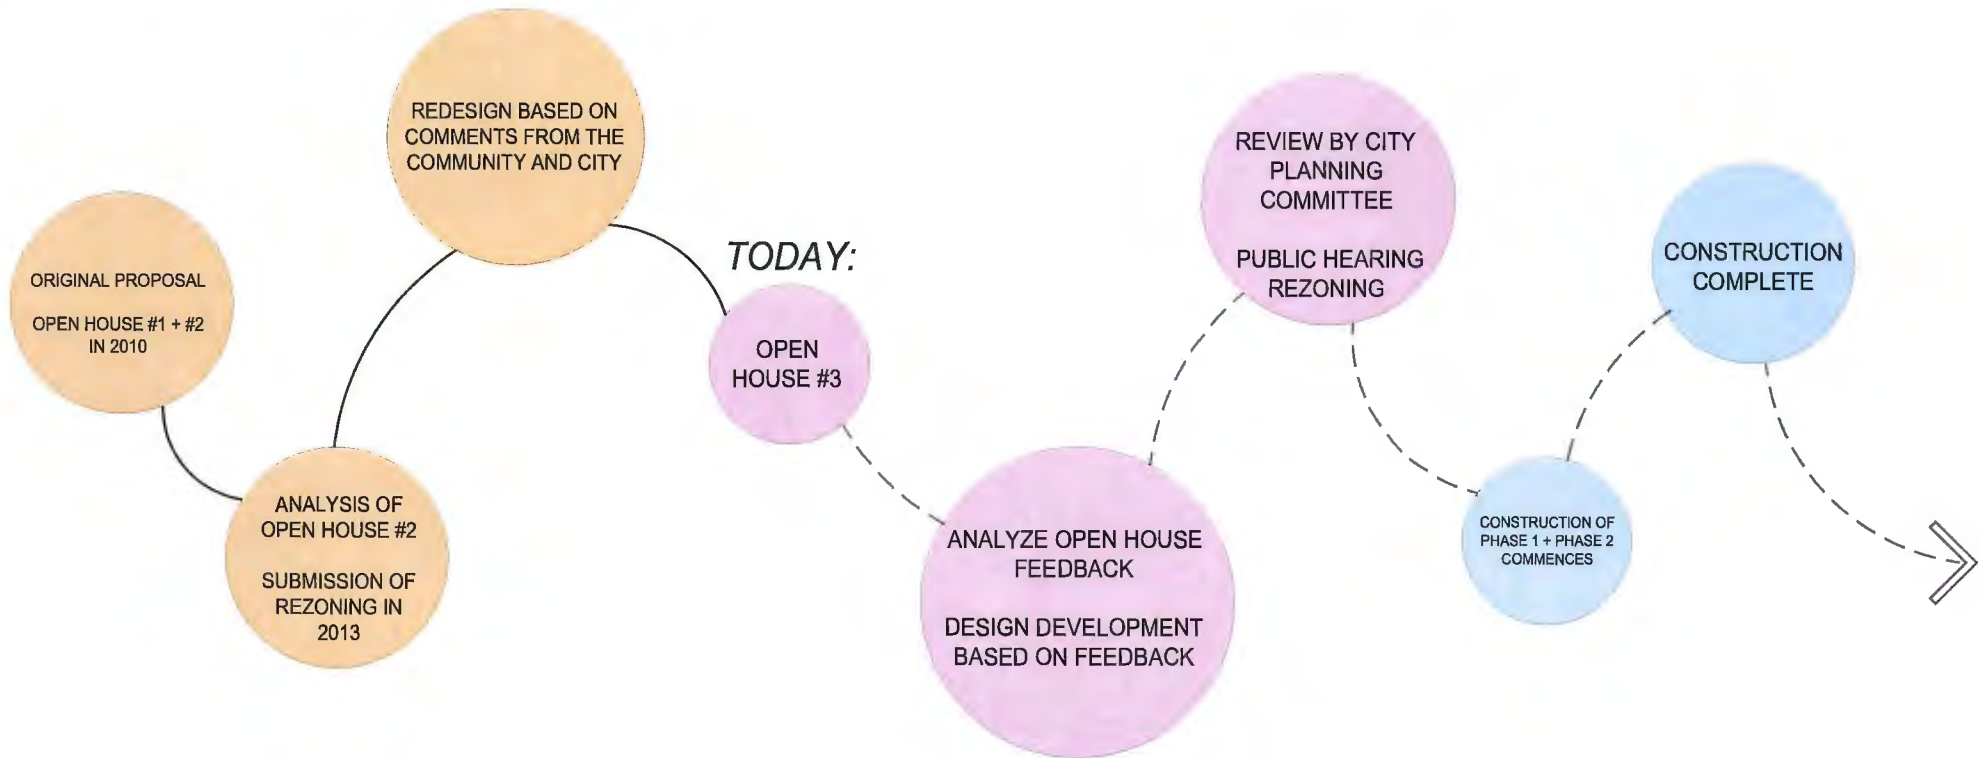 ORIGINAL PROPOSAL
OPEN HOUSE #1 + #2
IN 2010
ANALYSIS OF
OPEN HOUSE #2
SUBMISSION OF
REZONING IN
2013
REDESIGN BASED ON
COMMENTS FROM THE
COMMUNITY AND CITY
TODAY:
OPEN
HOUSE #3
ANALYZE OPEN HOUSE
FEEDBACK
DESIGN DEVELOPMENT
BASED ON FEEDBACK
REVIEW BY CITY
PLANNING
COMMITTEE
PUBLIC HEARING
REZONING
CONSTRUCTION OF
PHASE 1 + PHASE 2
COMMENCES
CONSTRUCTION
COMPLETE